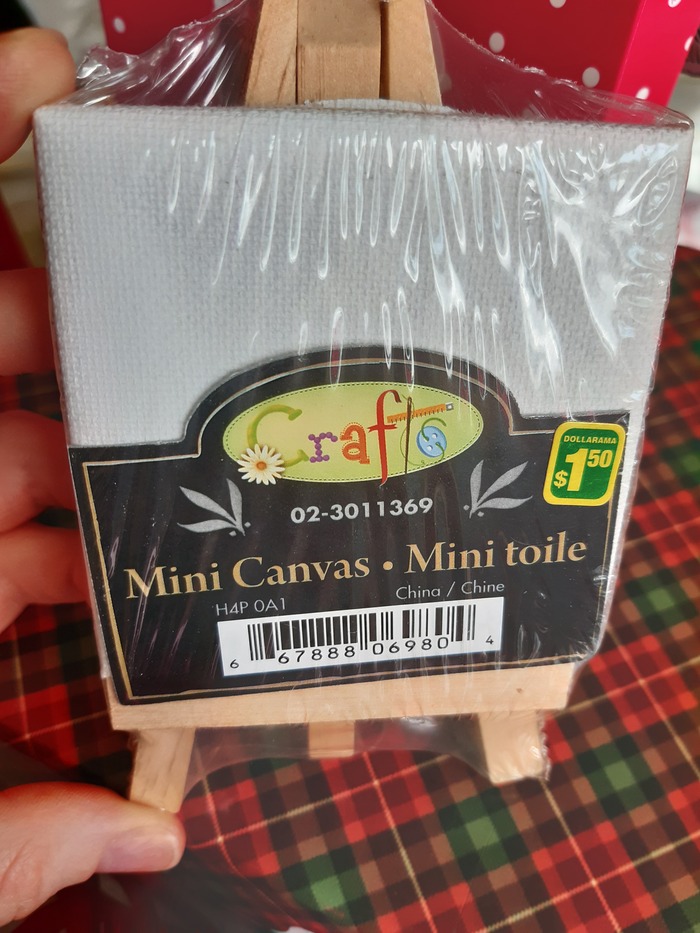 Crafts
DOLLARAMA
$1.50
02-3011369
Mini Canvas • Mini toile
H4P 0A1
China / Chine
6 67888 06980 4